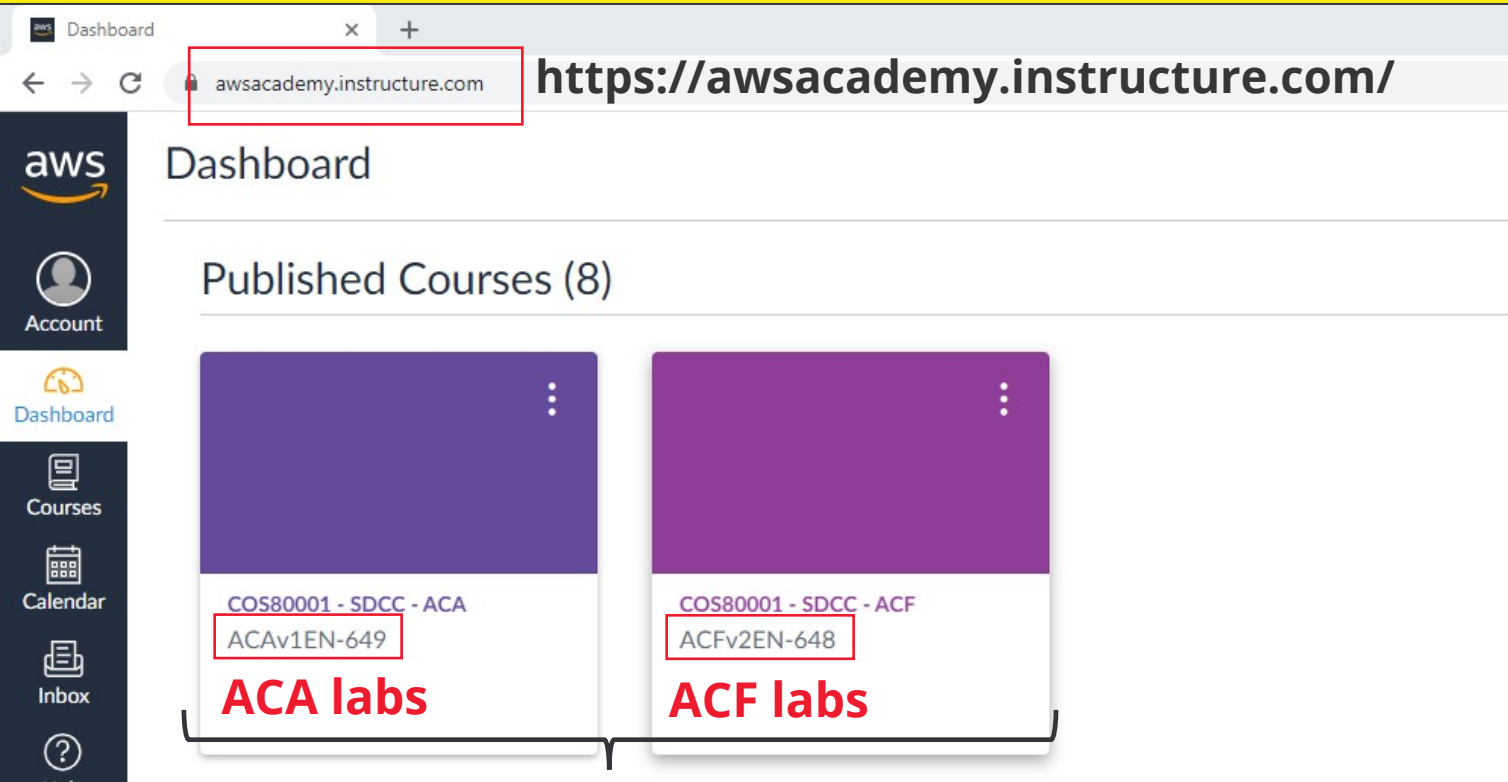 aws Dashboard
awsacademy.instructure.com
https://awsacademy.instructure.com/
aws
Account
Dashboard
Courses
Calendar
Inbox
Dashboard
Published Courses (8)
COS80001 - SDCC - ACA
ACAv1EN-649
ACA labs
COS80001 - SDCC - ACF
ACFv2EN-648
ACF labs